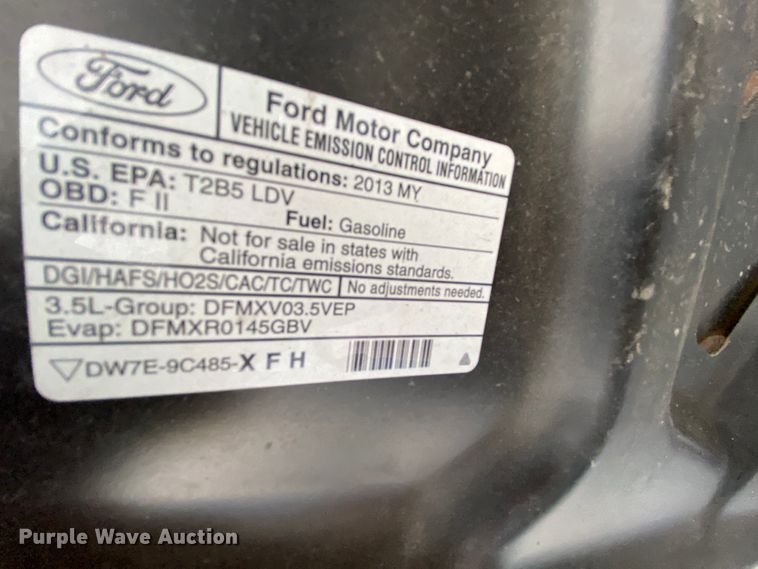 Ford
Ford Motor Company
VEHICLE EMISSION CONTROL INFORMATION
Conforms to regulations: 2013 MY
U.S. EPA: T2B5 LDV
OBD: F II
Fuel: Gasoline
California: Not for sale in states with
California emissions standards.
DGI/HAFS/HO2S/CAC/TC/TWC
No adjustments needed.
3.5L-Group: DFMXV03.5VEP
Evap: DFMXR0145GBV
DW7E-9C485-X F H
Purple Wave Auction